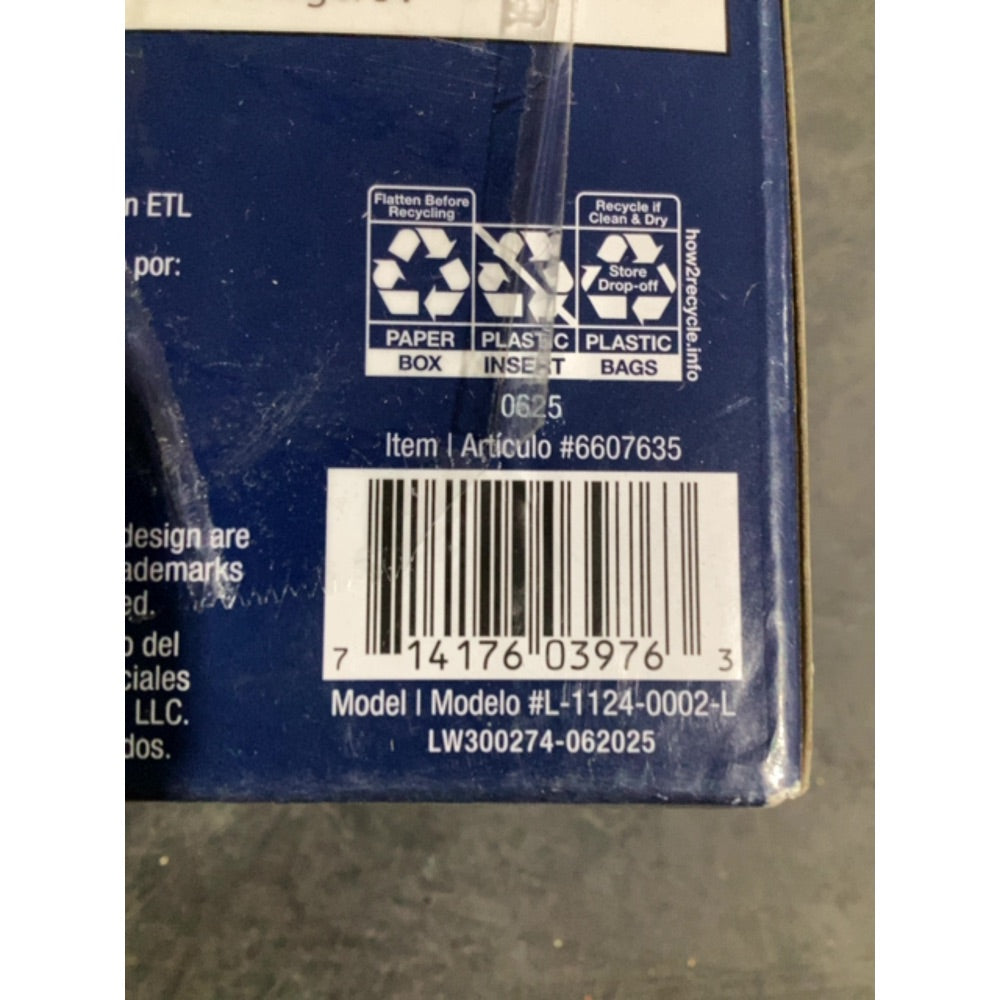 n ETL
por:
Flatten Before
Recycling
Recycle if
Clean & Dry
Store
Drop-off
how2recycle.info
PAPER PLASTIC PLASTIC
BOX INSERT BAGS
0625
Item | Artículo #6607635
design are
ademarks
ed.
o del
ciales
LLC.
dos.
7 14176 03976 3
Model | Modelo #L-1124-0002-L
LW300274-062025